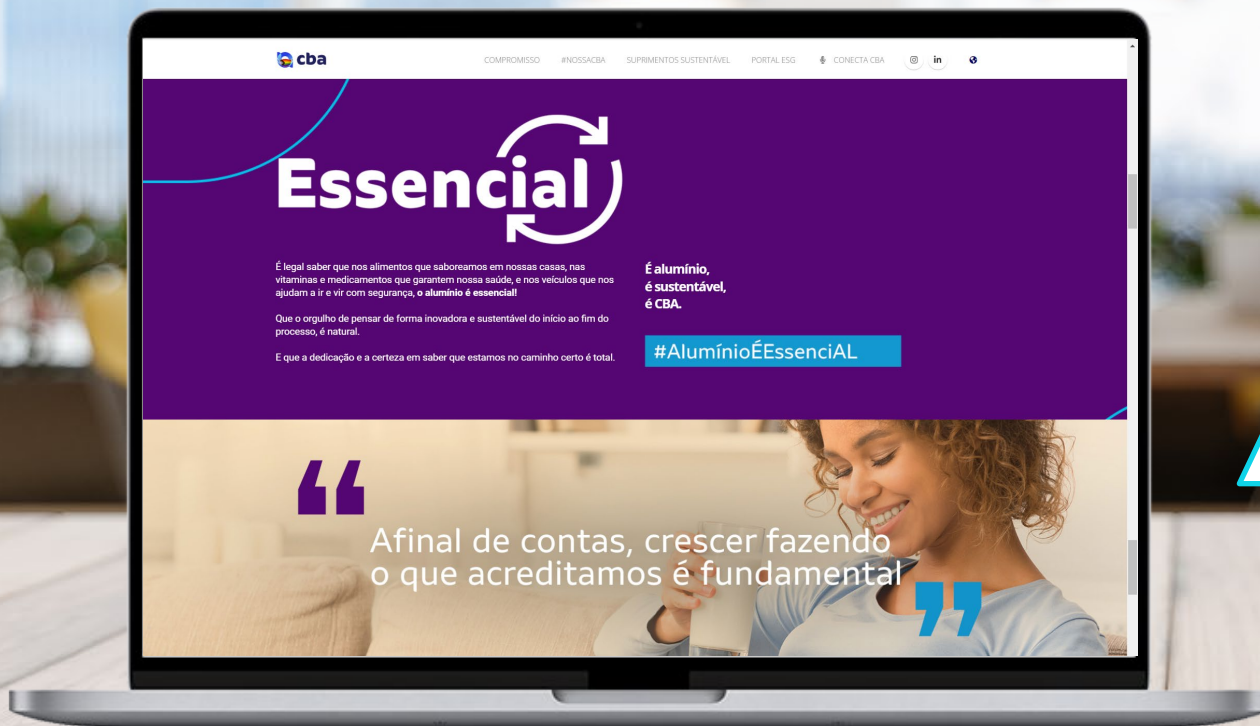 cba
COMPROMISSO #NOSSACBA SUPRIMENTOS SUSTENTÁVEL PORTAL ESG CONECTA CBA in
Essencial
É legal saber que nos alimentos que saboreamos em nossas casas, nas
vitaminas e medicamentos que garantem nossa saúde, e nos veículos que nos
ajudam a ir e vir com segurança, o alumínio é essencial!
Que o orgulho de pensar de forma inovadora e sustentável do início ao fim do
processo, é natural.
E que a dedicação e a certeza em saber que estamos no caminho certo é total.
É alumínio,
é sustentável,
é CBA.
#AlumínioÉEssenciAL
“
Afinal de contas, crescer fazendo
o que acreditamos é fundamental
”